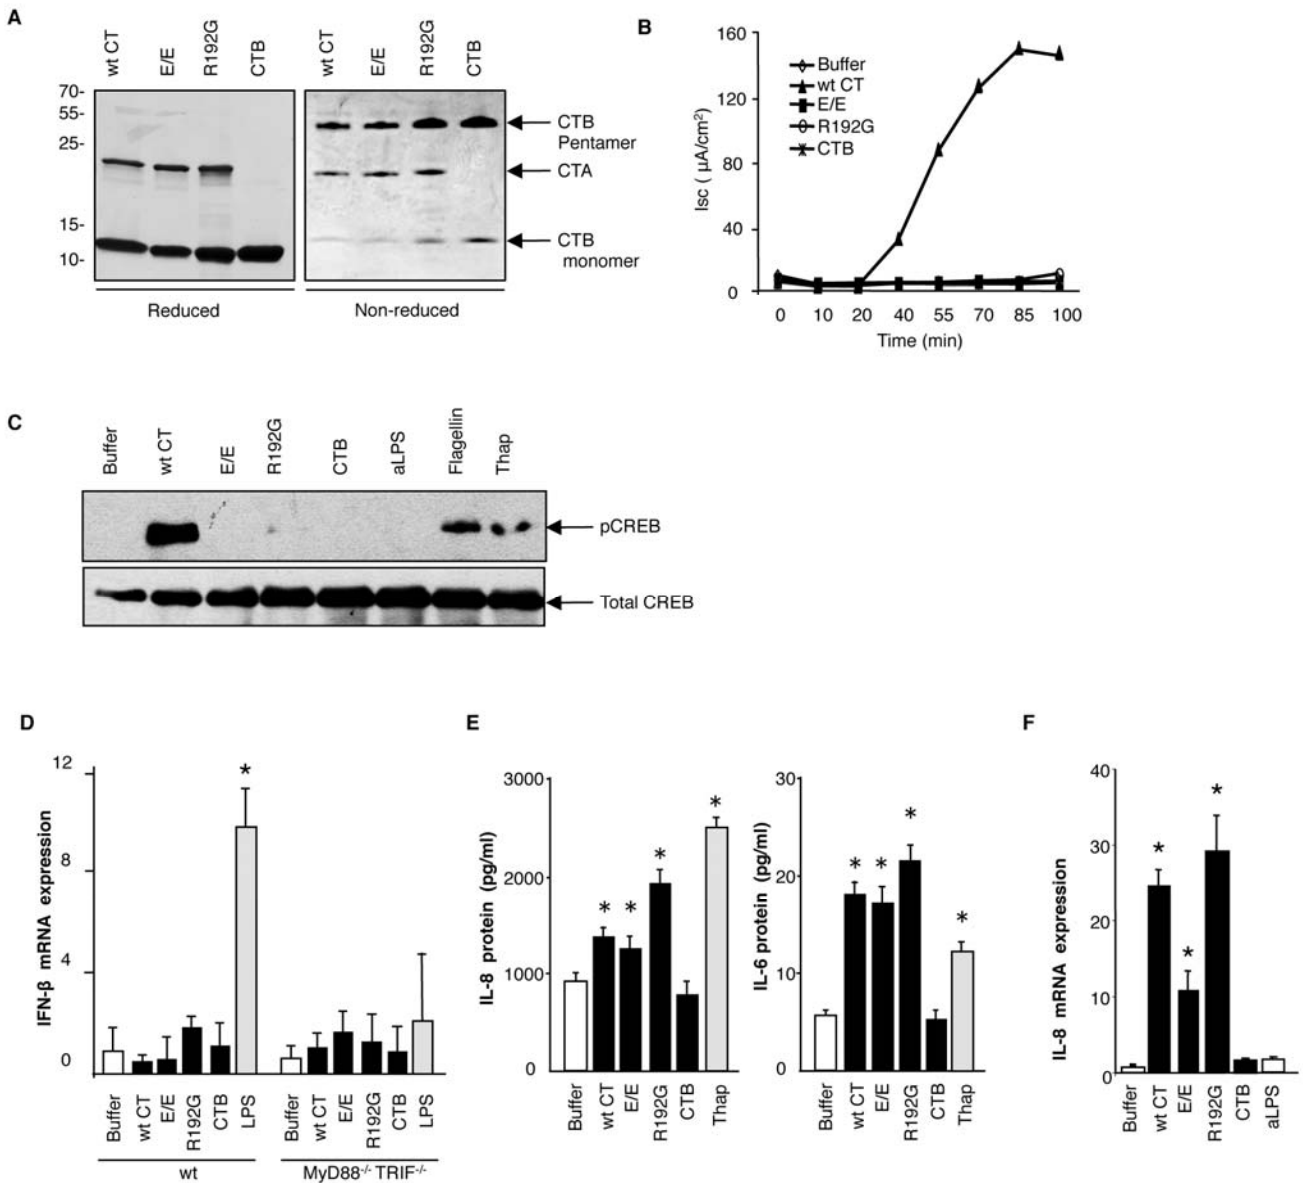 A
wt CT E/E R192G CTB wt CT E/E R192G CTB
70-
55-
25-
15-
10-
CTB
Pentamer
CTA
CTB
monomer
Reduced Non-reduced
B
Isc ( µA/cm²)
160
120
80
40
0
Buffer
wt CT
E/E
R192G
CTB
0 10 20 40 55 70 85 100
Time (min)
C
Buffer wt CT E/E R192G CTB aLPS Flagellin Thap
pCREB
Total CREB
D
IFN-β mRNA expression
12
8
4
0
*
Buffer wt CT E/E R192G CTB LPS Buffer wt CT E/E R192G CTB LPS
wt MyD88-/- TRIF-/-
E
IL-8 protein (pg/ml)
3000
2000
1000
0
* * * *
Buffer wt CT E/E R192G CTB Thap
IL-6 protein (pg/ml)
30
20
10
0
* * * *
Buffer wt CT E/E R192G CTB Thap
F
IL-8 mRNA expression
40
30
20
10
0
* * *
Buffer wt CT E/E R192G CTB aLPS